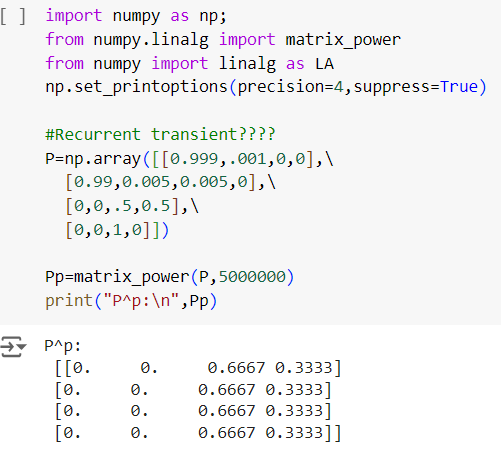 [ ] import numpy as np;
from numpy.linalg import matrix_power
from numpy import linalg as LA
np.set_printoptions(precision=4,suppress=True)
#Recurrent transient????
P=np.array([[0.999,.001,0,0],\
[0.99,0.005,0.005,0],\
[0,0,.5,0.5],\
[0,0,1,0]])
Pp=matrix_power(P,5000000)
print("P^p:\n",Pp)
P^p:
[[0. 0. 0.6667 0.3333]
[0. 0. 0.6667 0.3333]
[0. 0. 0.6667 0.3333]
[0. 0. 0.6667 0.3333]]